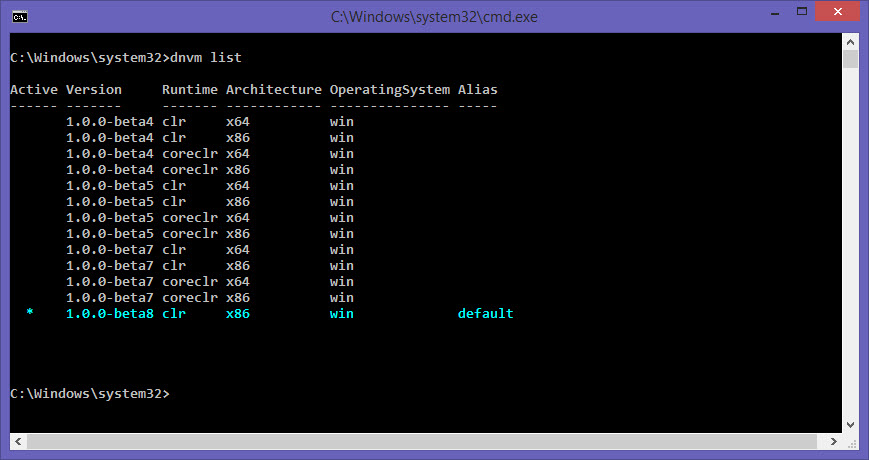 C:\Windows\system32\cmd.exe
C:\Windows\system32>dnvm list
Active Version     Runtime Architecture OperatingSystem Alias
------ -------     ------- ------------ --------------- -----
       1.0.0-beta4 clr     x64          win
       1.0.0-beta4 clr     x86          win
       1.0.0-beta4 coreclr x64          win
       1.0.0-beta4 coreclr x86          win
       1.0.0-beta5 clr     x64          win
       1.0.0-beta5 clr     x86          win
       1.0.0-beta5 coreclr x64          win
       1.0.0-beta5 coreclr x86          win
       1.0.0-beta7 clr     x64          win
       1.0.0-beta7 clr     x86          win
       1.0.0-beta7 coreclr x64          win
       1.0.0-beta7 coreclr x86          win
  *    1.0.0-beta8 clr     x86          win             default
C:\Windows\system32>